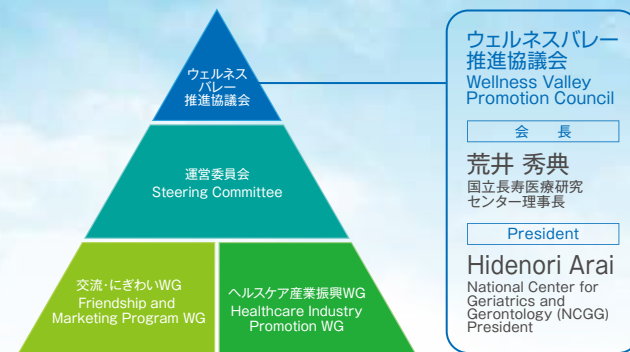 ウェルネス
バレー
推進協議会
運営委員会
Steering Committee
交流・にぎわいWG
Friendship and
Marketing Program WG
ヘルスケア産業振興WG
Healthcare Industry
Promotion WG
ウェルネスバレー
推進協議会
Wellness Valley
Promotion Council
会　長
荒井 秀典
国立長寿医療研究
センター理事長
President
Hidenori Arai
National Center for
Geriatrics and
Gerontology (NCGG)
President